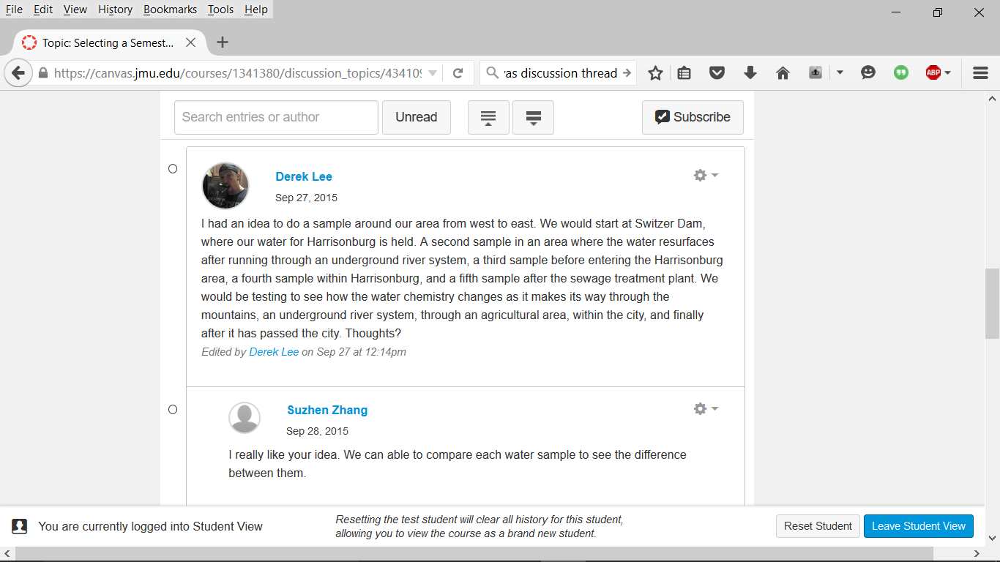 File Edit View History Bookmarks Tools Help
Topic: Selecting a Semest...
https://canvas.jmu.edu/courses/1341380/discussion_topics/43410
as discussion thread
ABP
Search entries or author
Unread
Subscribe
Derek Lee
Sep 27, 2015
I had an idea to do a sample around our area from west to east. We would start at Switzer Dam,
where our water for Harrisonburg is held. A second sample in an area where the water resurfaces
after running through an underground river system, a third sample before entering the Harrisonburg
area, a fourth sample within Harrisonburg, and a fifth sample after the sewage treatment plant. We
would be testing to see how the water chemistry changes as it makes its way through the
mountains, an underground river system, through an agricultural area, within the city, and finally
after it has passed the city. Thoughts?
Edited by Derek Lee on Sep 27 at 12:14pm
Suzhen Zhang
Sep 28, 2015
I really like your idea. We can able to compare each water sample to see the difference
between them.
You are currently logged into Student View
Resetting the test student will clear all history for this student,
allowing you to view the course as a brand new student.
Reset Student
Leave Student View